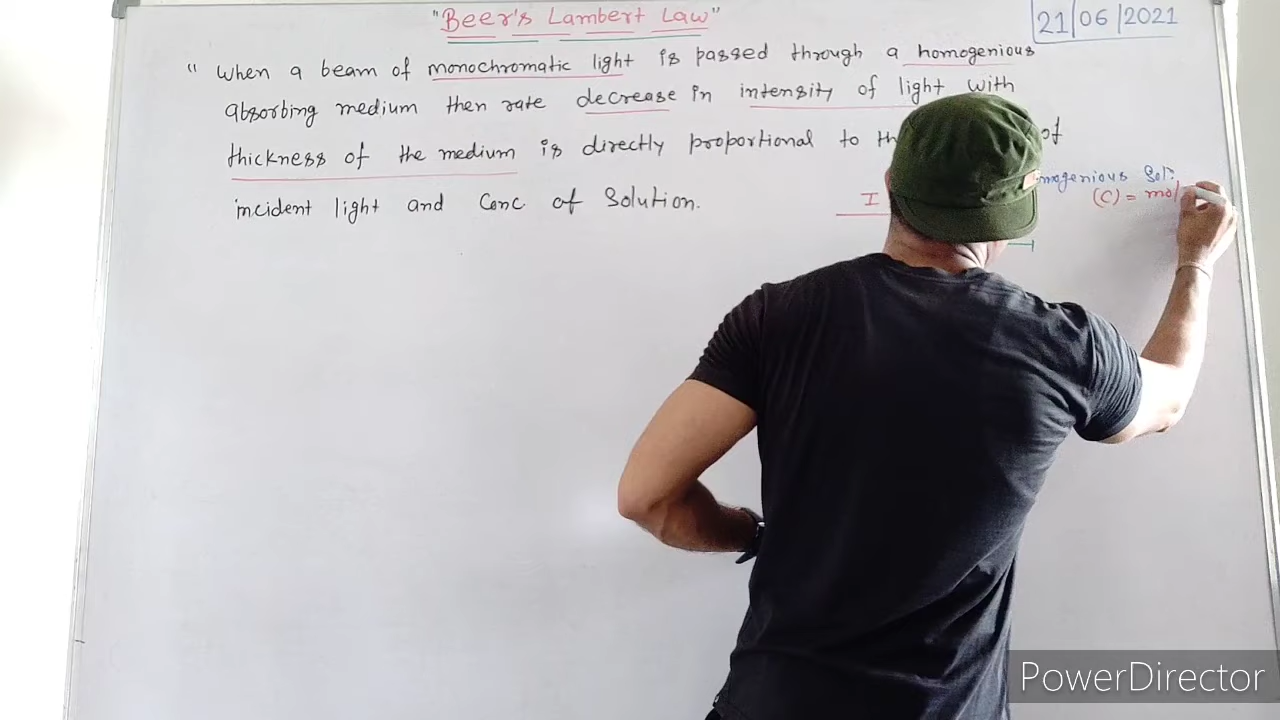 "Beer's Lambert Law"
21/06/2021
" When a beam of monochromatic light is passed through a homogenious
absorbing medium then rate decrease in intensity of light with
thickness of the medium is directly proportional to of
incident light and Conc. of Solution.
Sol:
I
(C) = mol
PowerDirector